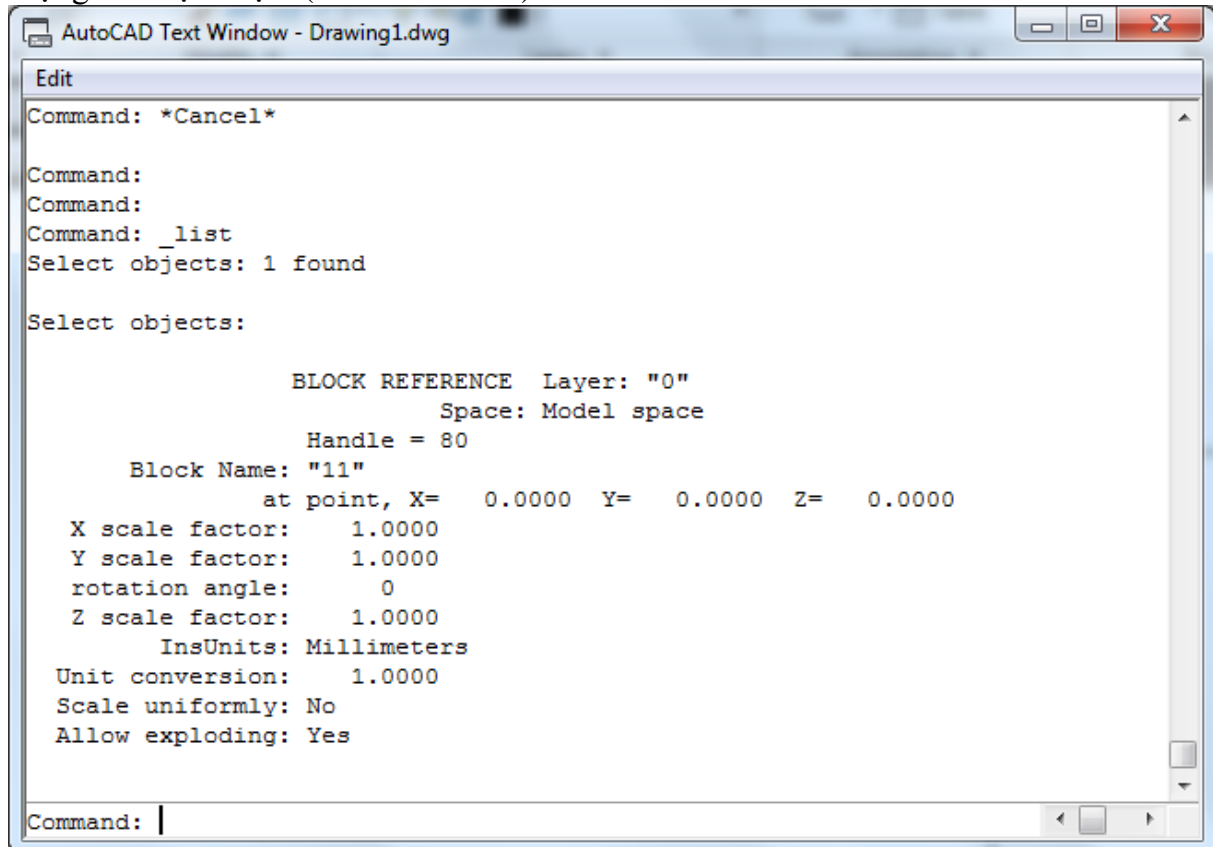 AutoCAD Text Window - Drawing1.dwg
Edit
Command: *Cancel*
Command:
Command:
Command: _list
Select objects: 1 found
Select objects:
BLOCK REFERENCE Layer: "0"
Space: Model space
Handle = 80
Block Name: "11"
at point, X= 0.0000 Y= 0.0000 Z= 0.0000
X scale factor: 1.0000
Y scale factor: 1.0000
rotation angle: 0
Z scale factor: 1.0000
InsUnits: Millimeters
Unit conversion: 1.0000
Scale uniformly: No
Allow exploding: Yes
Command: